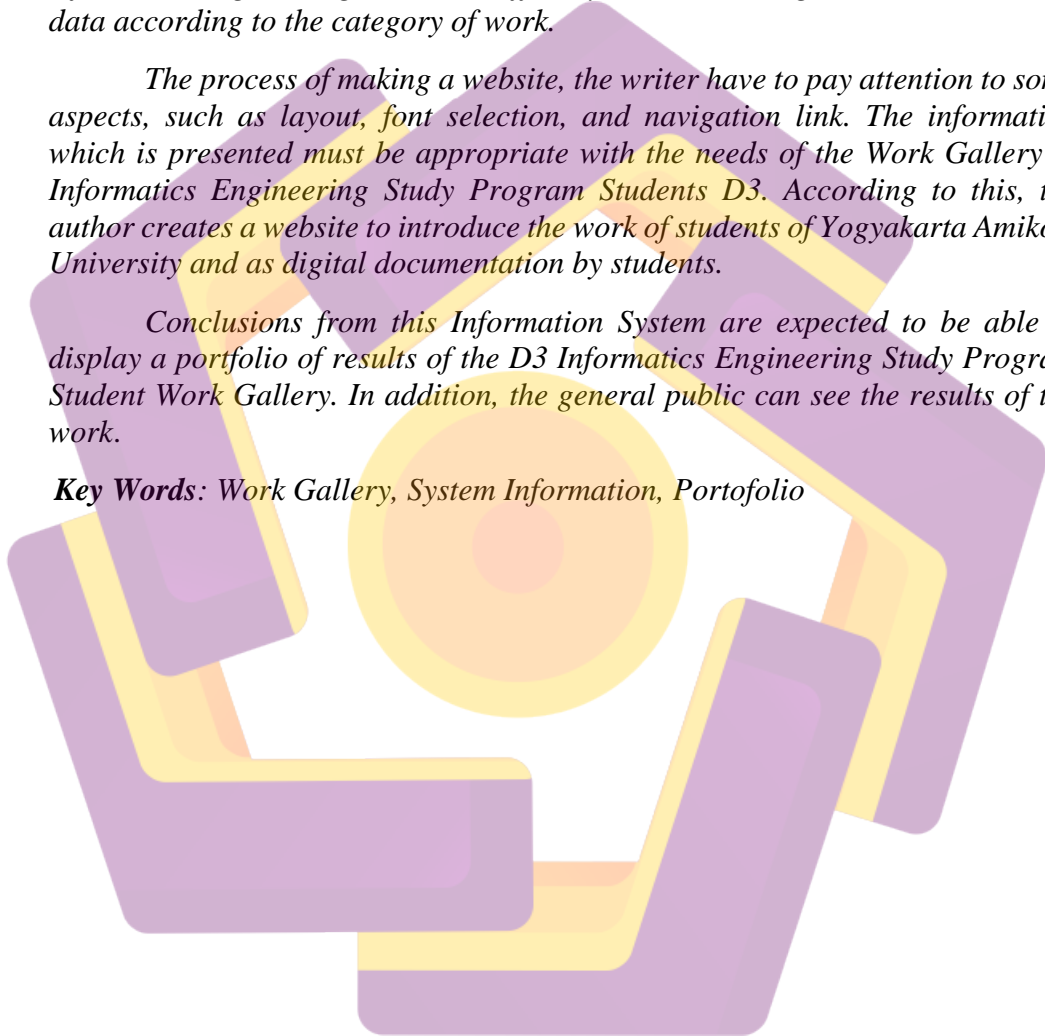 data according to the category of work.
The process of making a website, the writer have to pay attention to
aspects, such as layout, font selection, and navigation link. The
which is presented must be appropriate with the needs of the Work Gallery
Informatics Engineering Study Program Students D3. According to this,
author creates a website to introduce the work of students of Yogyakarta
University and as digital documentation by students.
Conclusions from this Information System are expected to be able
display a portfolio of results of the D3 Informatics Engineering Study
Student Work Gallery. In addition, the general public can see the results of
work.
Key Words: Work Gallery, System Information, Portofolio